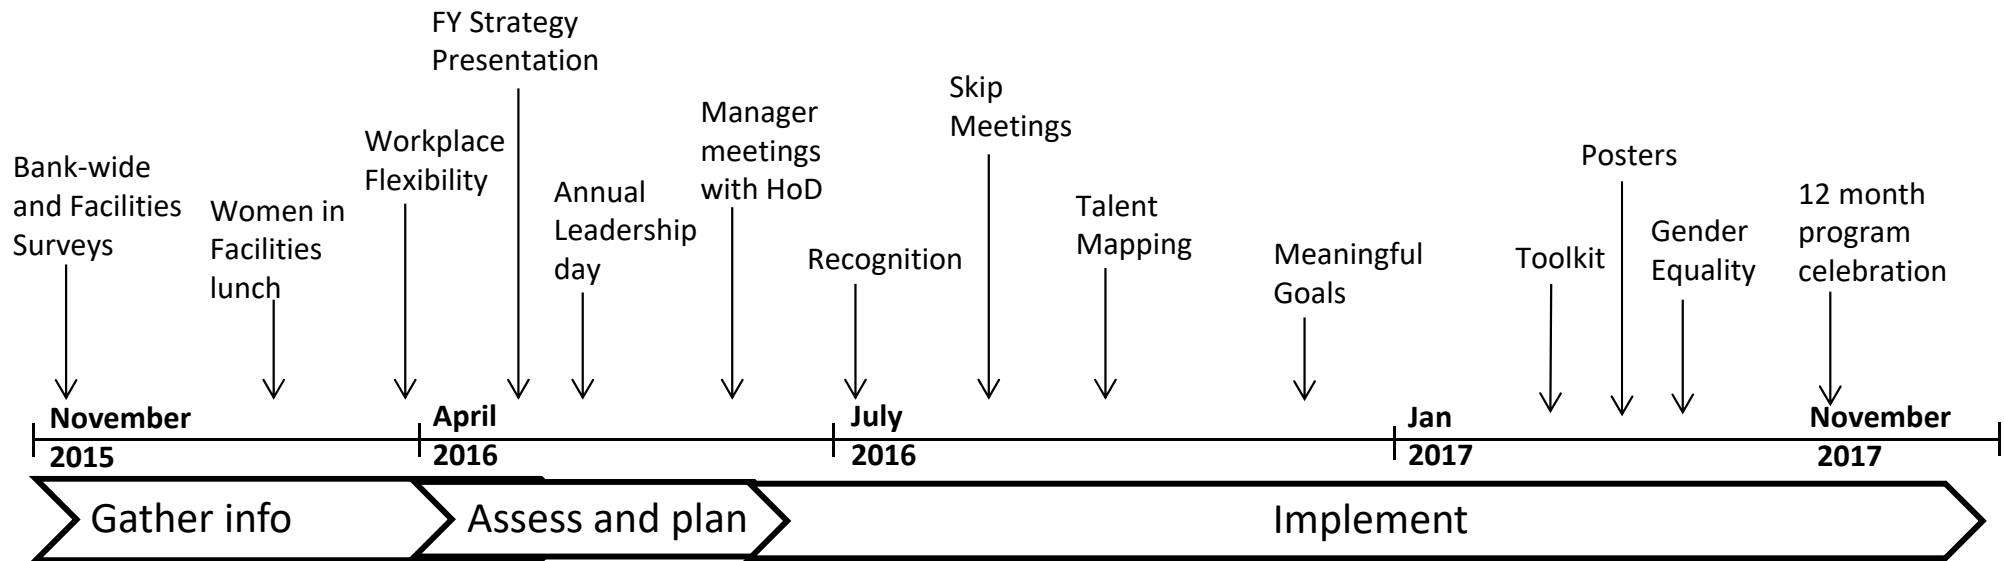 Bank-wide
and Facilities
Surveys
Women in
Facilities
lunch
Workplace
Flexibility
FY Strategy
Presentation
Annual
Leadership
day
Manager
meetings
with HoD
Recognition
Skip
Meetings
Talent
Mapping
Meaningful
Goals
Toolkit
Posters
Gender
Equality
12 month
program
celebration
November
2015
April
2016
July
2016
Jan
2017
November
2017
Gather info
Assess and plan
Implement